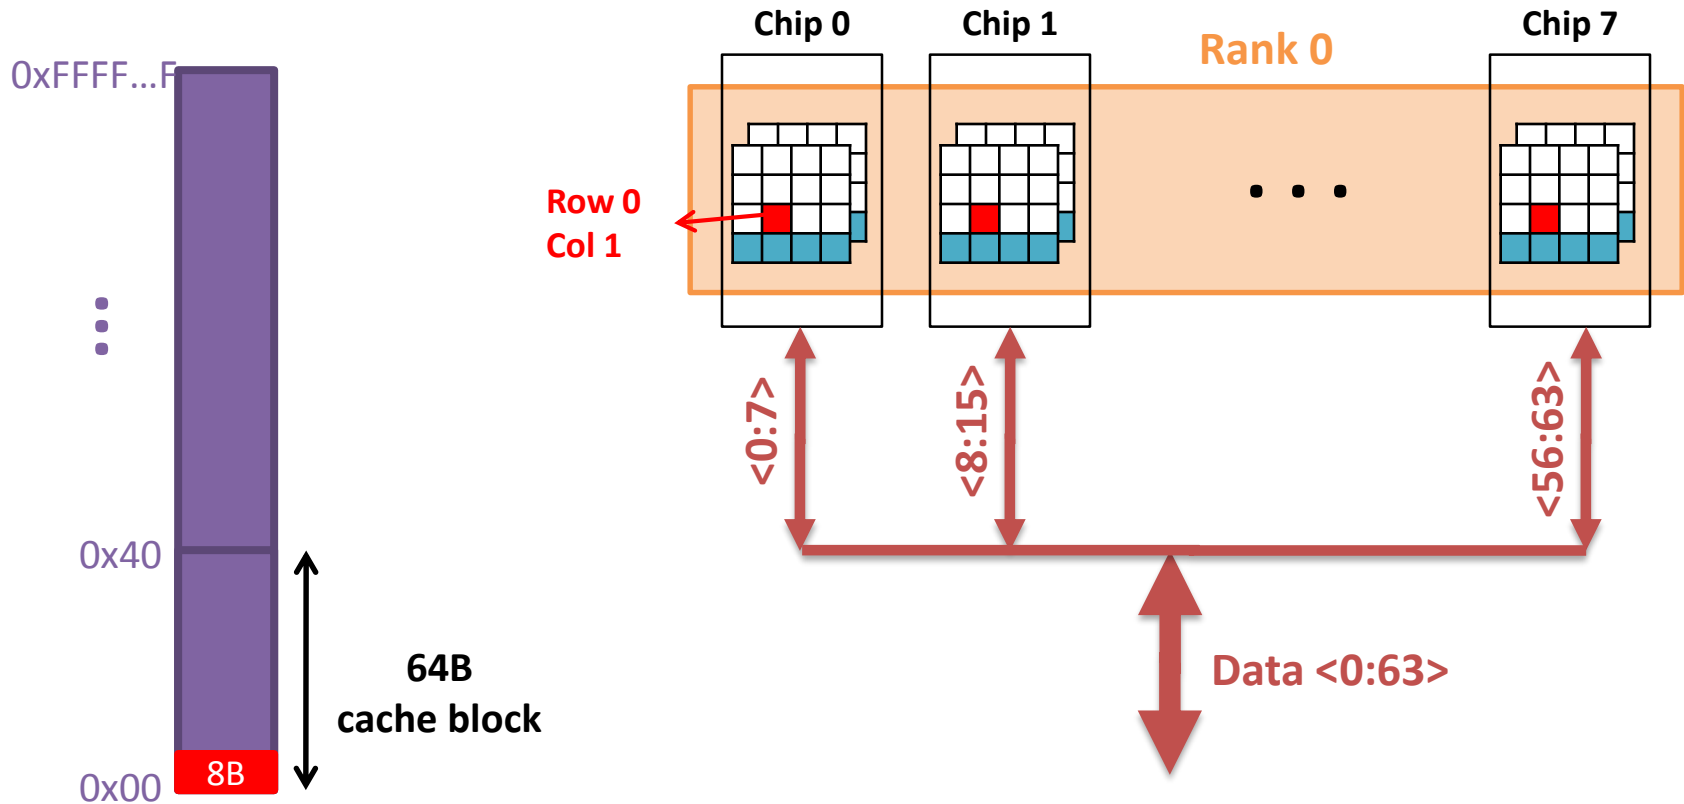 Chip 0
Chip 1
Chip 7
Rank 0
0xFFFF...F
Row 0
Col 1
<0:7>
<8:15>
<56:63>
0x40
64B
cache block
Data <0:63>
8B
0x00